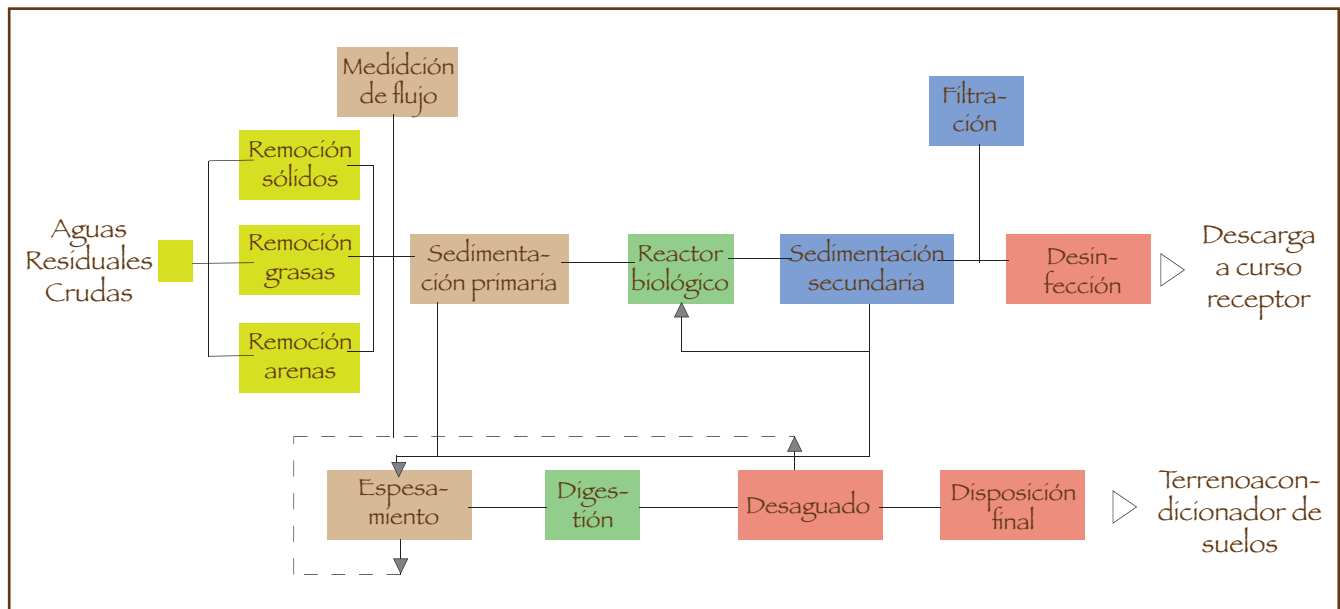 Medidción
de flujo
Filtra-
ción
Remoción
sólidos
Aguas
Residuales
Crudas
Remoción
grasas
Remoción
arenas
Sedimenta-
ción primaria
Reactor
biológico
Sedimentación
secundaria
Desin-
fección
Descarga
a curso
receptor
Espesa-
miento
Diges-
tión
Desaguado
Disposición
final
Terrenoacon-
dicionador de
suelos